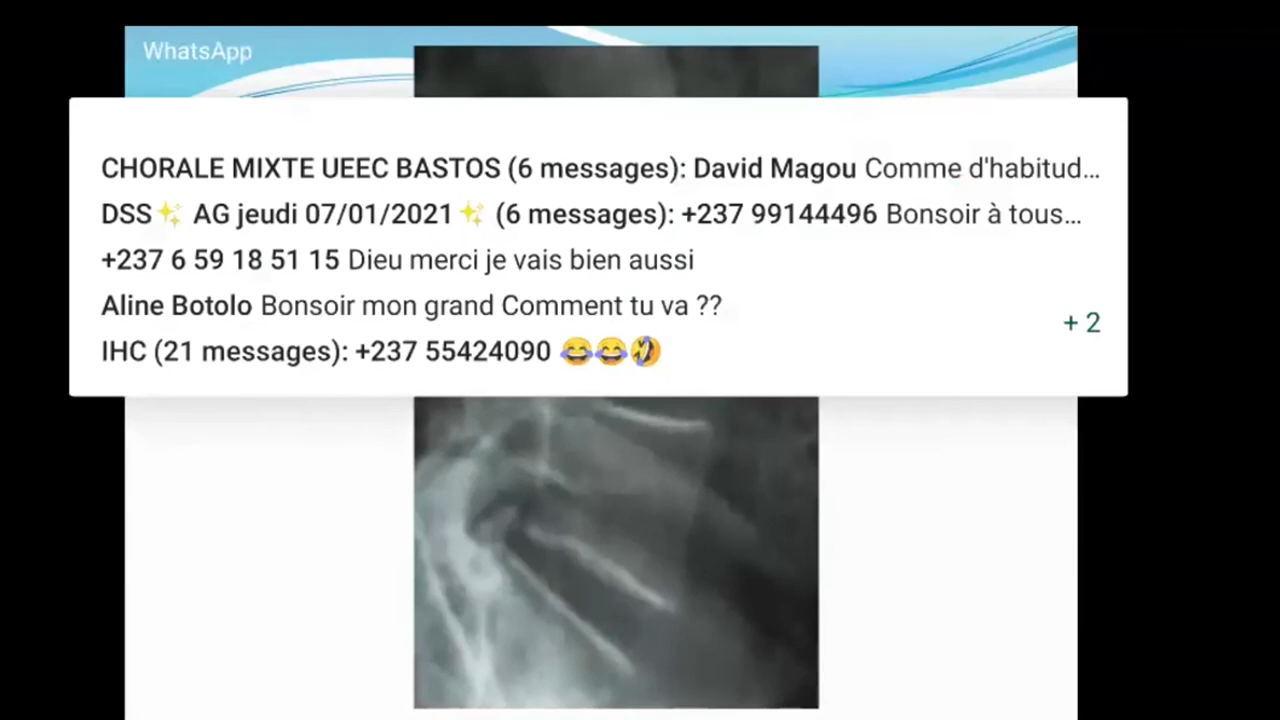 WhatsApp
CHORALE MIXTE UEEC BASTOS (6 messages): David Magou Comme d'habitud…
DSS✨ AG jeudi 07/01/2021✨ (6 messages): +237 99144496 Bonsoir à tous…
+237 6 59 18 51 15 Dieu merci je vais bien aussi
Aline Botolo Bonsoir mon grand Comment tu va ??
+ 2
IHC (21 messages): +237 55424090 😂😂🤣